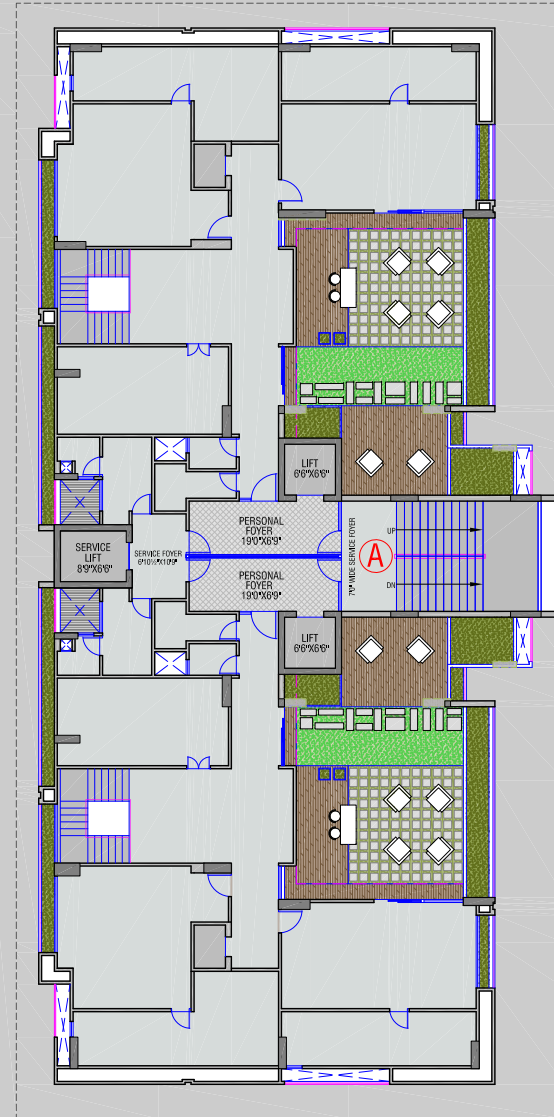 LIFT
6'6"X6'6"
PERSONAL
FOYER
19'0"X6'9"
SERVICE
LIFT
8'9"X6'6"
SERVICE FOYER
6'10½"X10'9"
7'0" WIDE SERVICE FOYER
A
UP
DN
PERSONAL
FOYER
19'0"X6'9"
LIFT
6'6"X6'6"